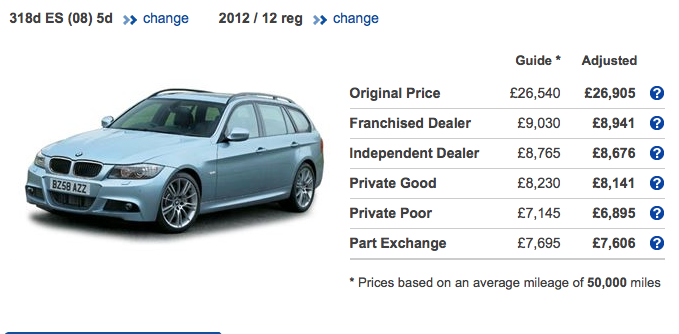 318d ES (08) 5d >> change 2012 / 12 reg >> change
Guide * Adjusted
Original Price £26,540 £26,905 ?
Franchised Dealer £9,030 £8,941 ?
Independent Dealer £8,765 £8,676 ?
Private Good £8,230 £8,141 ?
Private Poor £7,145 £6,895 ?
Part Exchange £7,695 £7,606 ?
BZ58 AZZ
* Prices based on an average mileage of 50,000 miles